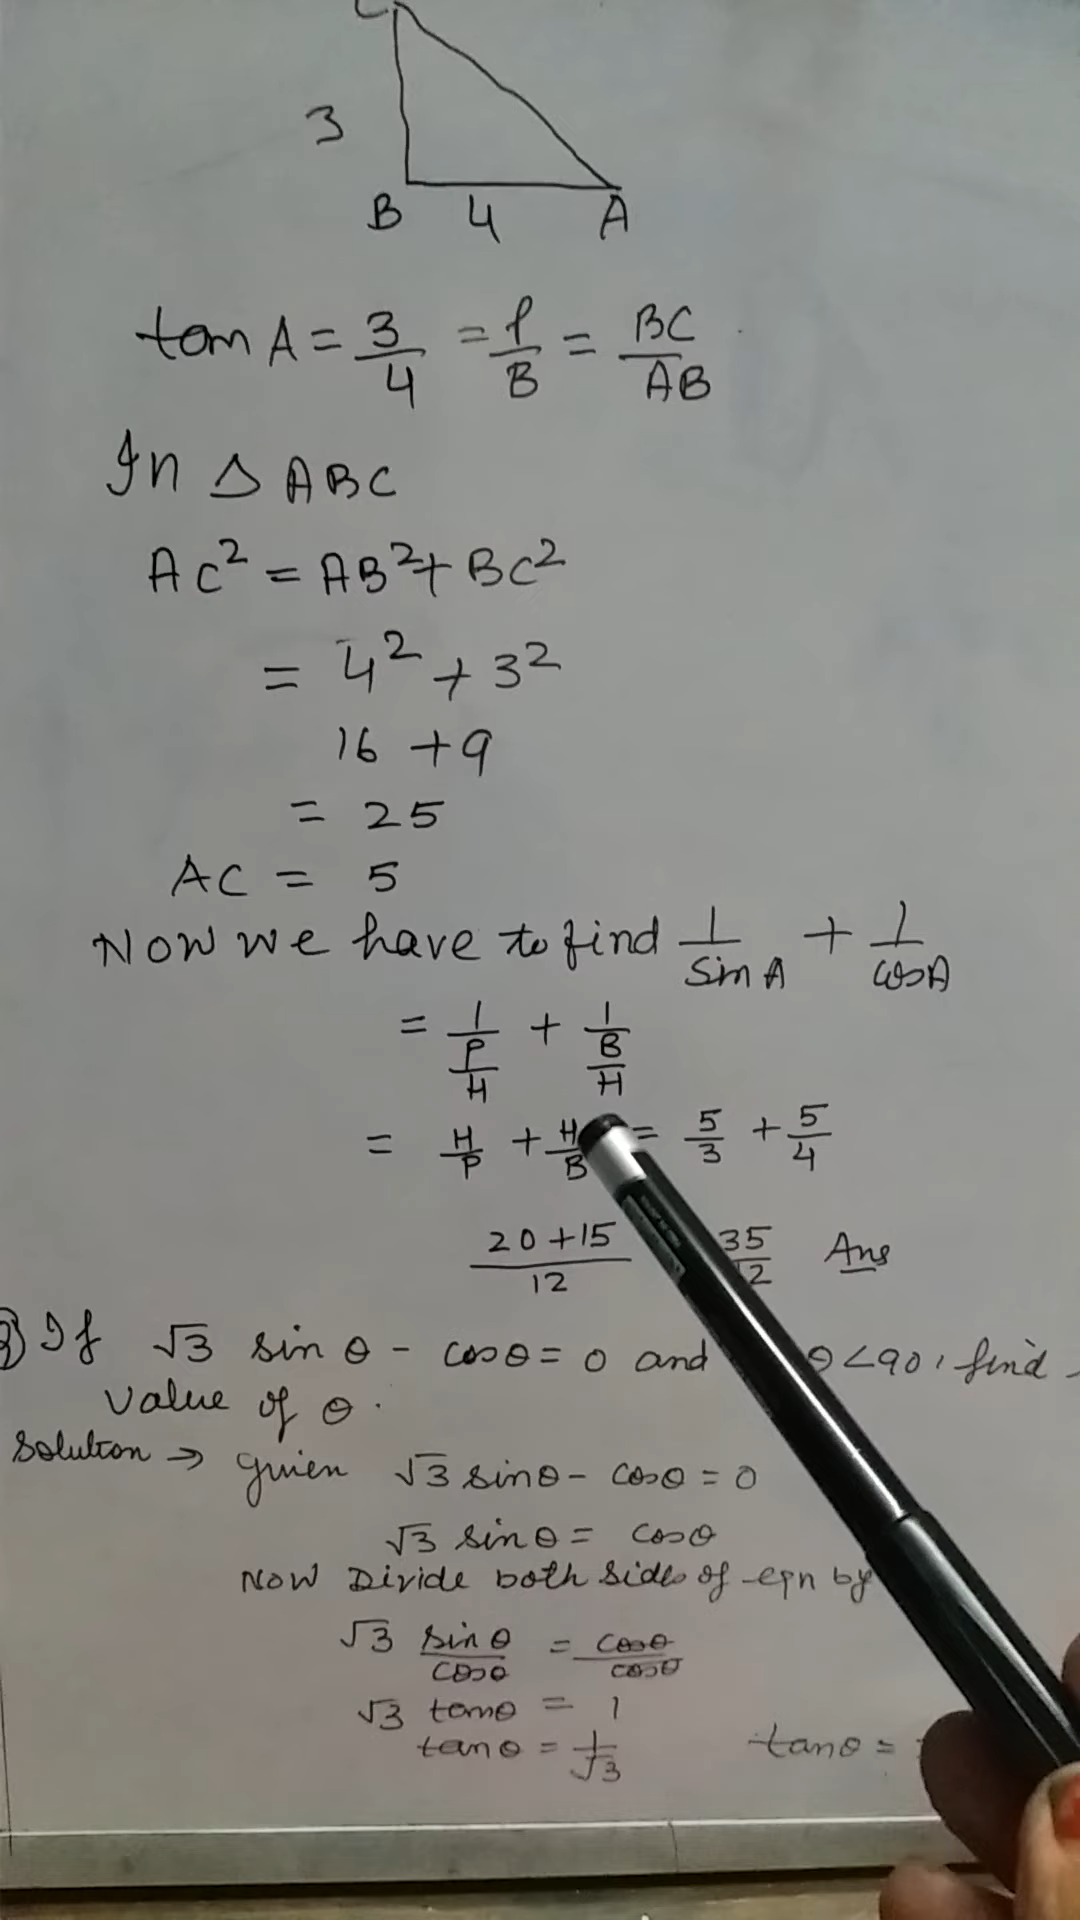 C
3
B 4 A
tan A = 3/4 = P/B = BC/AB
In △ ABC
AC² = AB² + BC²
= 4² + 3²
16 + 9
= 25
AC = 5
Now we have to find 1/sin A + 1/cos A
= 1/(P/H) + 1/(B/H)
= H/P + H/B = 5/3 + 5/4
(20 + 15)/12 35/12 Ans
If √3 sin θ - cos θ = 0 and θ < 90, find
value of θ.
Solution → given √3 sin θ - cos θ = 0
√3 sin θ = cos θ
Now Divide both sides of eqn by
√3 sin θ/cos θ = cos θ/cos θ
√3 tan θ = 1
tan θ = 1/√3 tan θ =